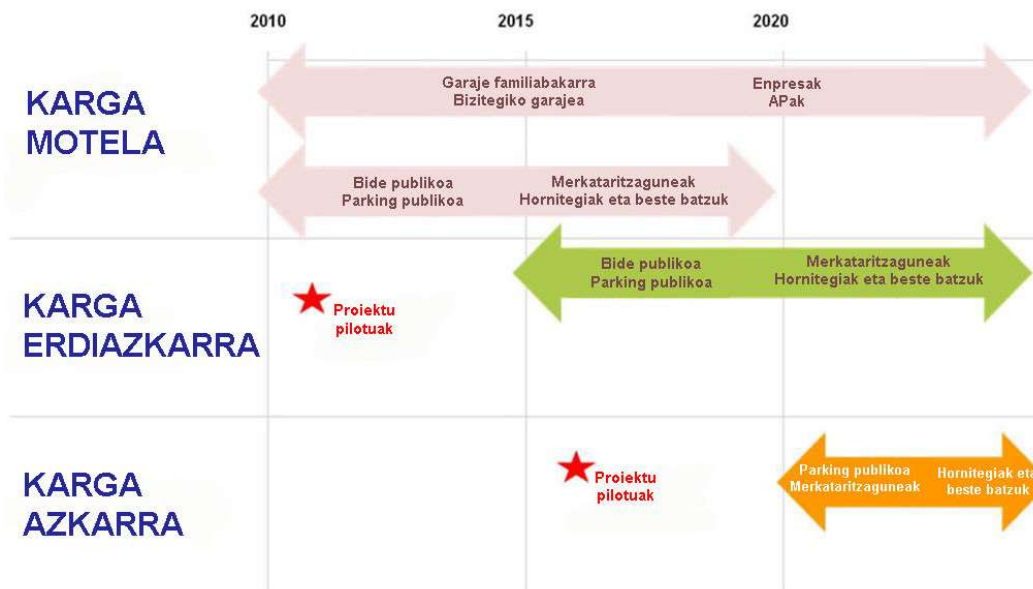 2010 2015 2020
KARGA
MOTELA
Garaje familiabakarra
Bizitegiko garajea
Enpresak
APak
Bide publikoa
Parking publikoa
Merkataritzaguneak
Hornitegiak eta beste batzuk
KARGA
ERDIAZKARRA
Proiektu
pilotuak
Bide publikoa
Parking publikoa
Merkataritzaguneak
Hornitegiak eta beste batzuk
KARGA
AZKARRA
Proiektu
pilotuak
Parking publikoa
Merkataritzaguneak
Hornitegiak eta
beste batzuk